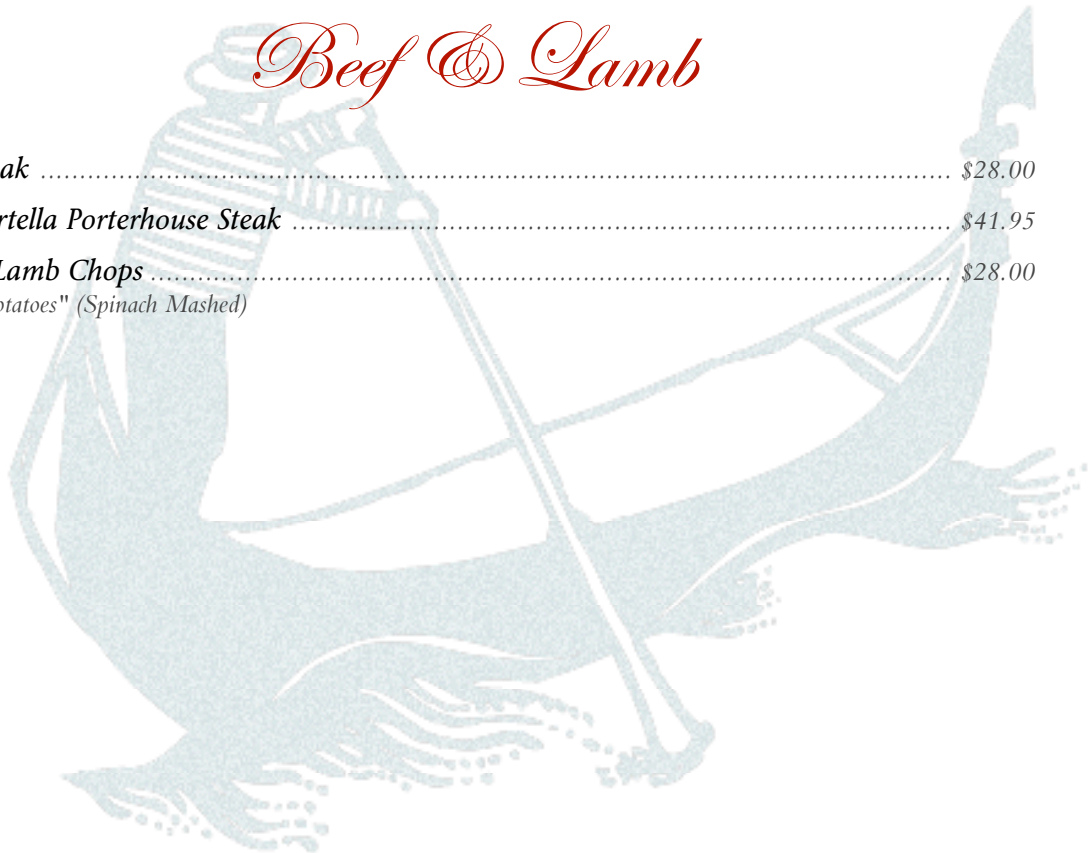 Beef & Lamb
ak ........................................ $28.00
rtella Porterhouse Steak ........................................ $41.95
Lamb Chops ........................................ $28.00
otatoes" (Spinach Mashed)